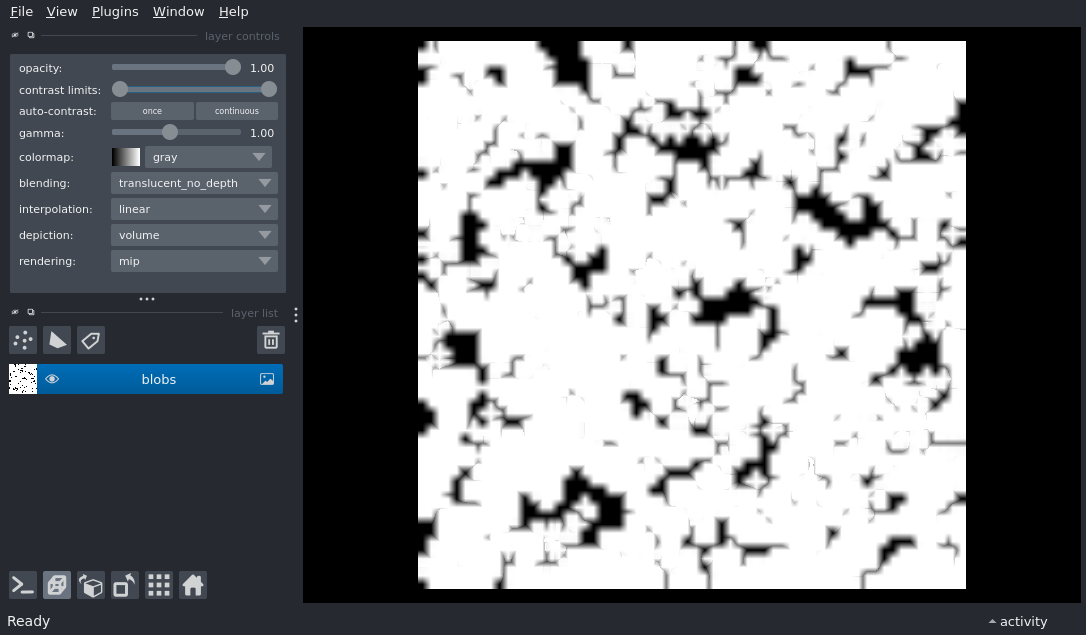 File View Plugins Window Help
layer controls
opacity: 1.00
contrast limits:
auto-contrast: once continuous
gamma: 1.00
colormap: gray
blending: translucent_no_depth
interpolation: linear
depiction: volume
rendering: mip
layer list
blobs
Ready activity